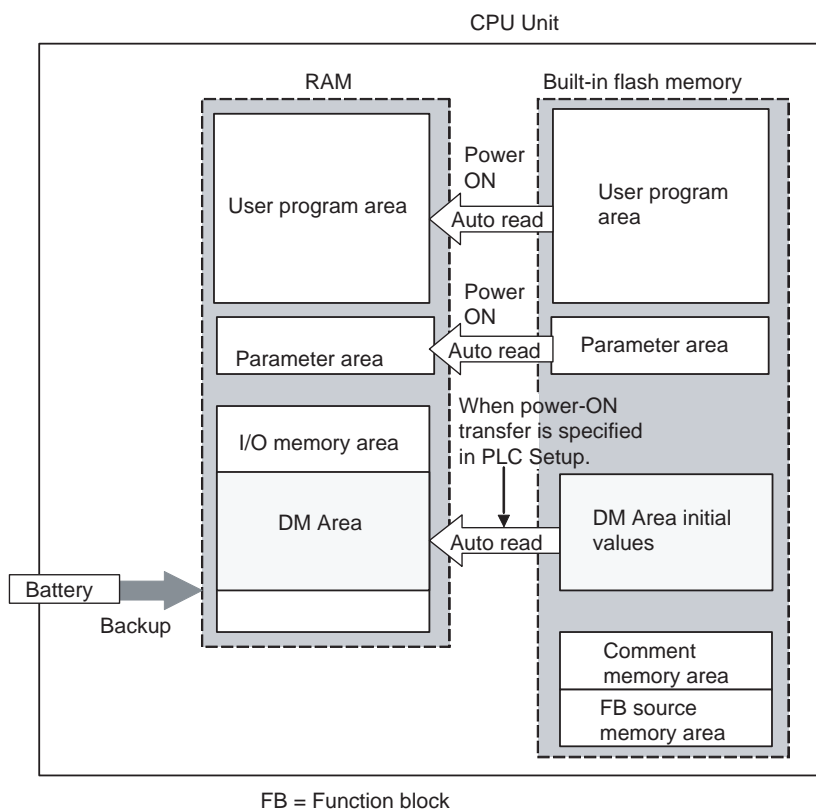 CPU Unit
RAM
Built-in flash memory
User program area
Power
ON
Auto read
User program
area
Parameter area
Power
ON
Auto read
Parameter area
I/O memory area
When power-ON
transfer is specified
in PLC Setup.
DM Area
Auto read
DM Area initial
values
Battery
Backup
Comment
memory area
FB source
memory area
FB = Function block